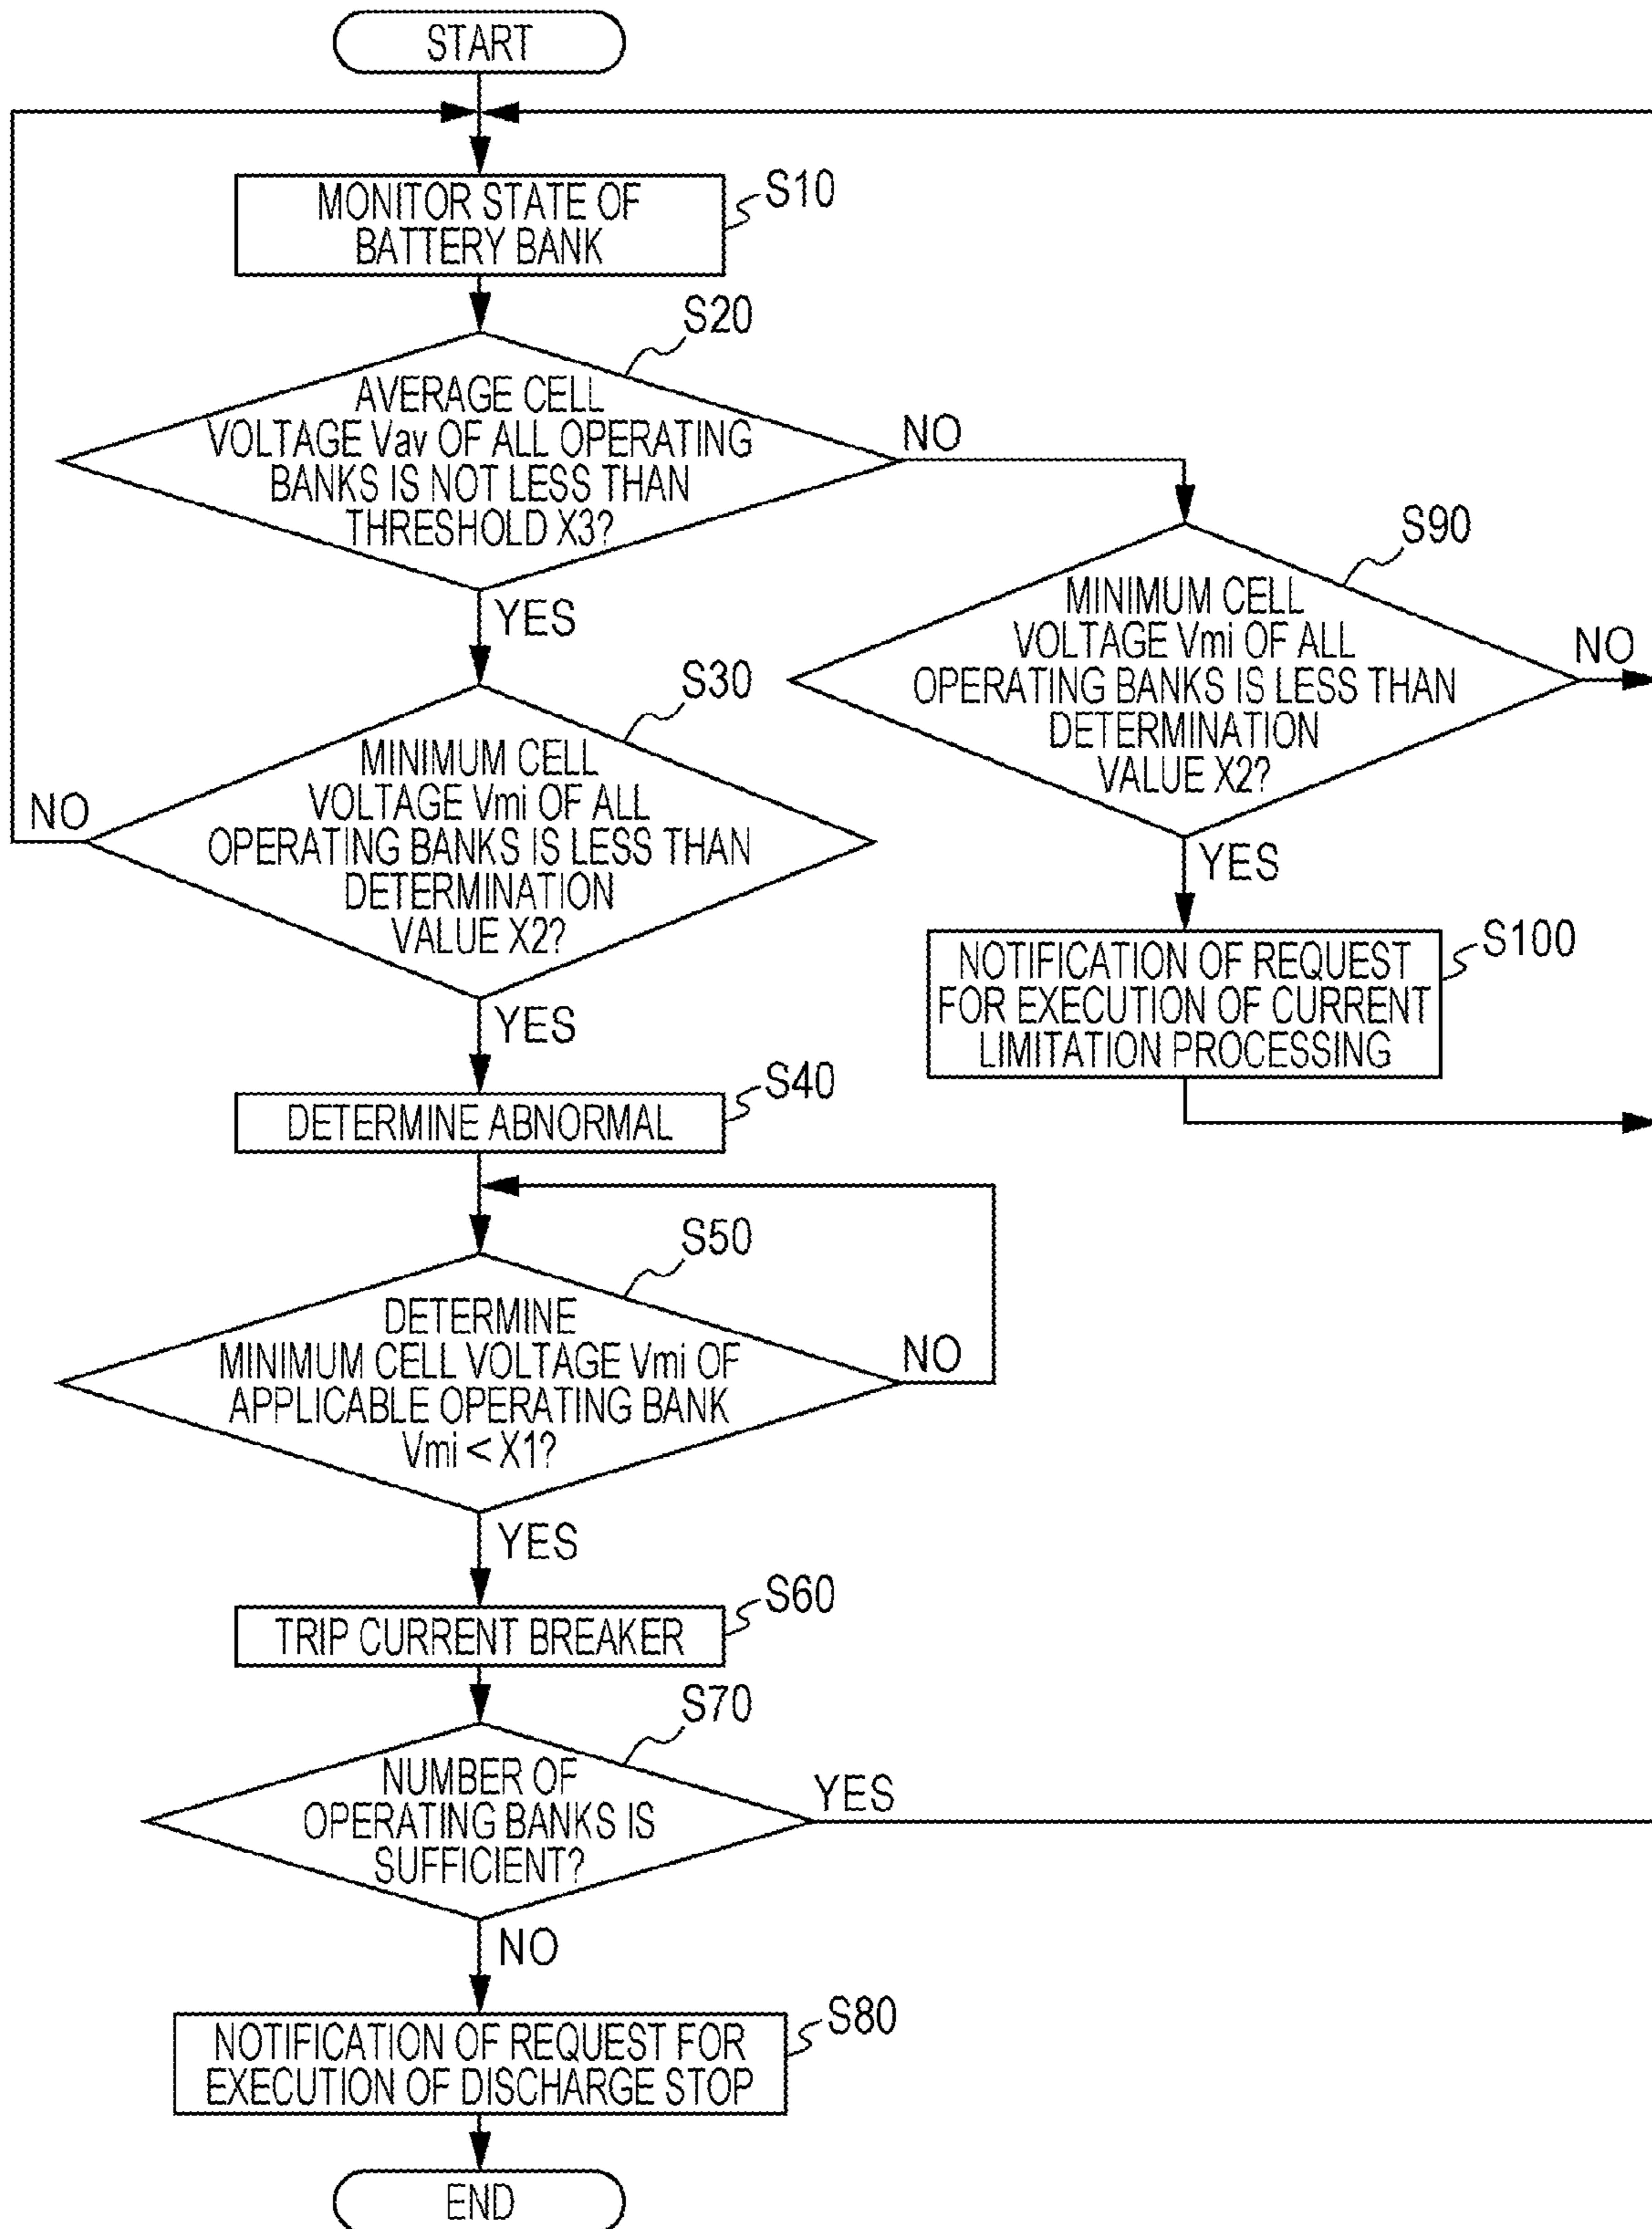 START
MONITOR STATE OF
BATTERY BANK
S10
S20
AVERAGE CELL
VOLTAGE Vav OF ALL OPERATING
BANKS IS NOT LESS THAN
THRESHOLD X3?
NO
YES
S90
MINIMUM CELL
VOLTAGE Vmi OF ALL
OPERATING BANKS IS LESS THAN
DETERMINATION
VALUE X2?
NO
YES
S30
MINIMUM CELL
VOLTAGE Vmi OF ALL
OPERATING BANKS IS LESS THAN
DETERMINATION
VALUE X2?
NO
YES
S100
NOTIFICATION OF REQUEST
FOR EXECUTION OF CURRENT
LIMITATION PROCESSING
S40
DETERMINE ABNORMAL
S50
DETERMINE
MINIMUM CELL VOLTAGE Vmi OF
APPLICABLE OPERATING BANK
Vmi < X1?
NO
YES
S60
TRIP CURRENT BREAKER
S70
NUMBER OF
OPERATING BANKS IS
SUFFICIENT?
YES
NO
S80
NOTIFICATION OF REQUEST FOR
EXECUTION OF DISCHARGE STOP
END